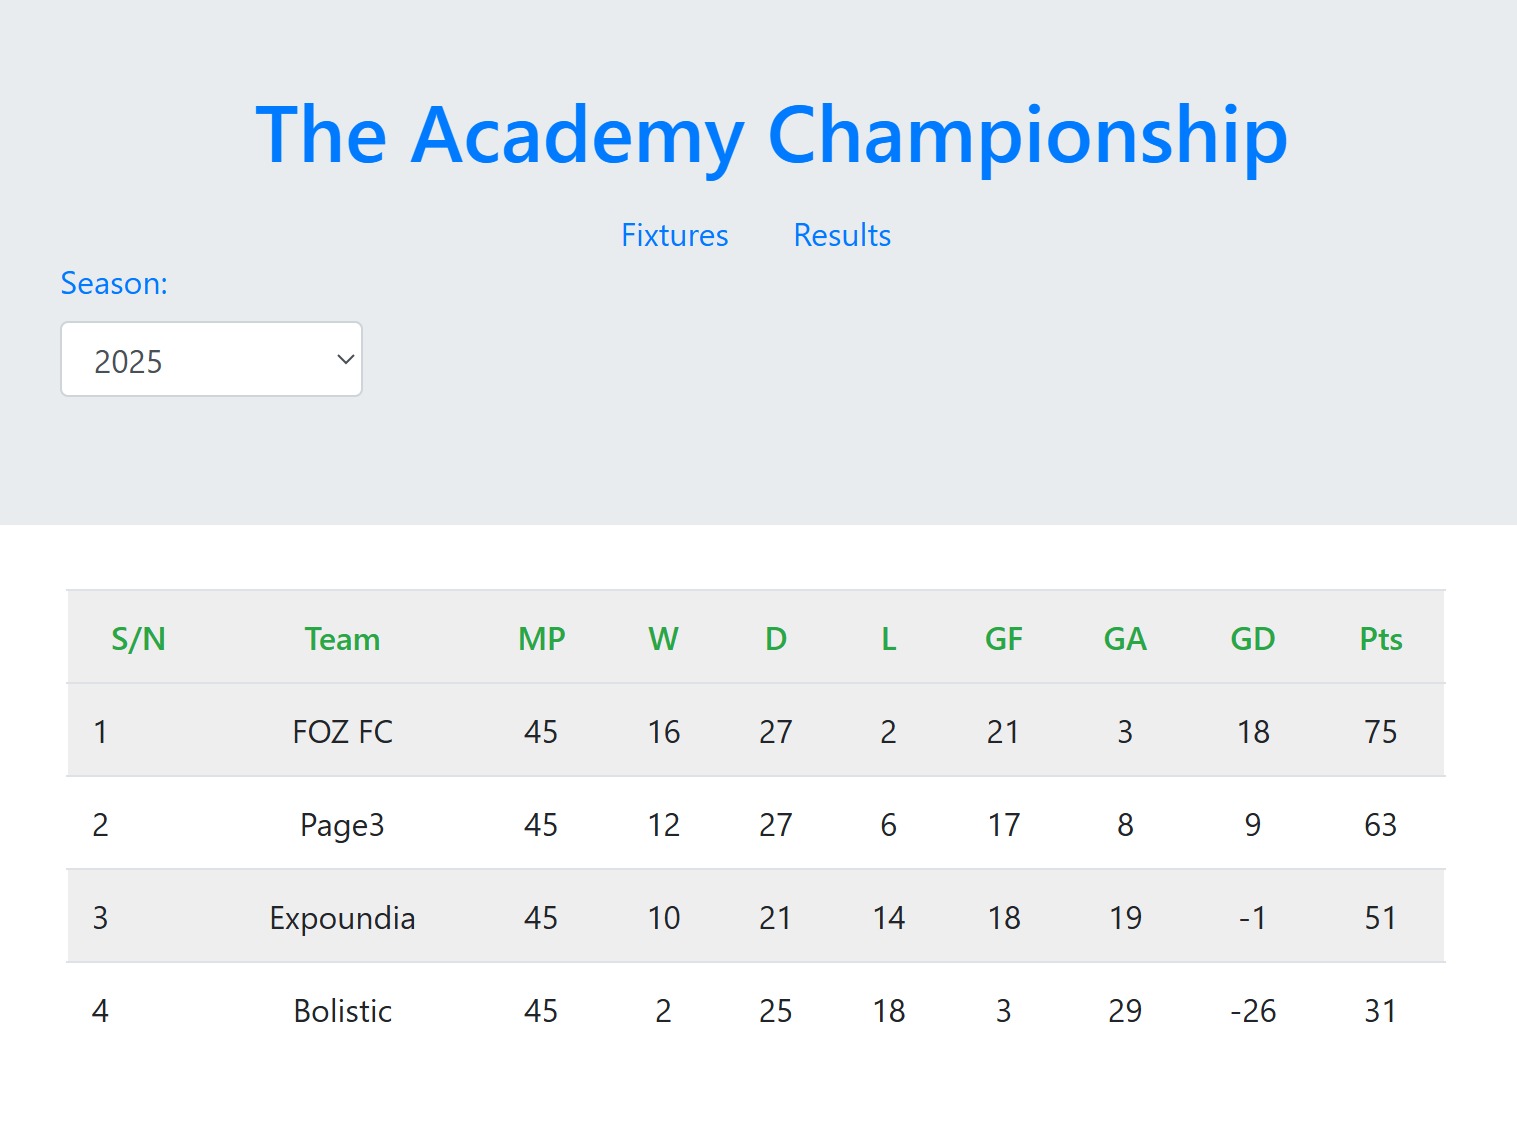 The Academy Championship
Fixtures Results
Season:
2025
S/N Team MP W D L GF GA GD Pts
1 FOZ FC 45 16 27 2 21 3 18 75
2 Page3 45 12 27 6 17 8 9 63
3 Expoundia 45 10 21 14 18 19 -1 51
4 Bolistic 45 2 25 18 3 29 -26 31